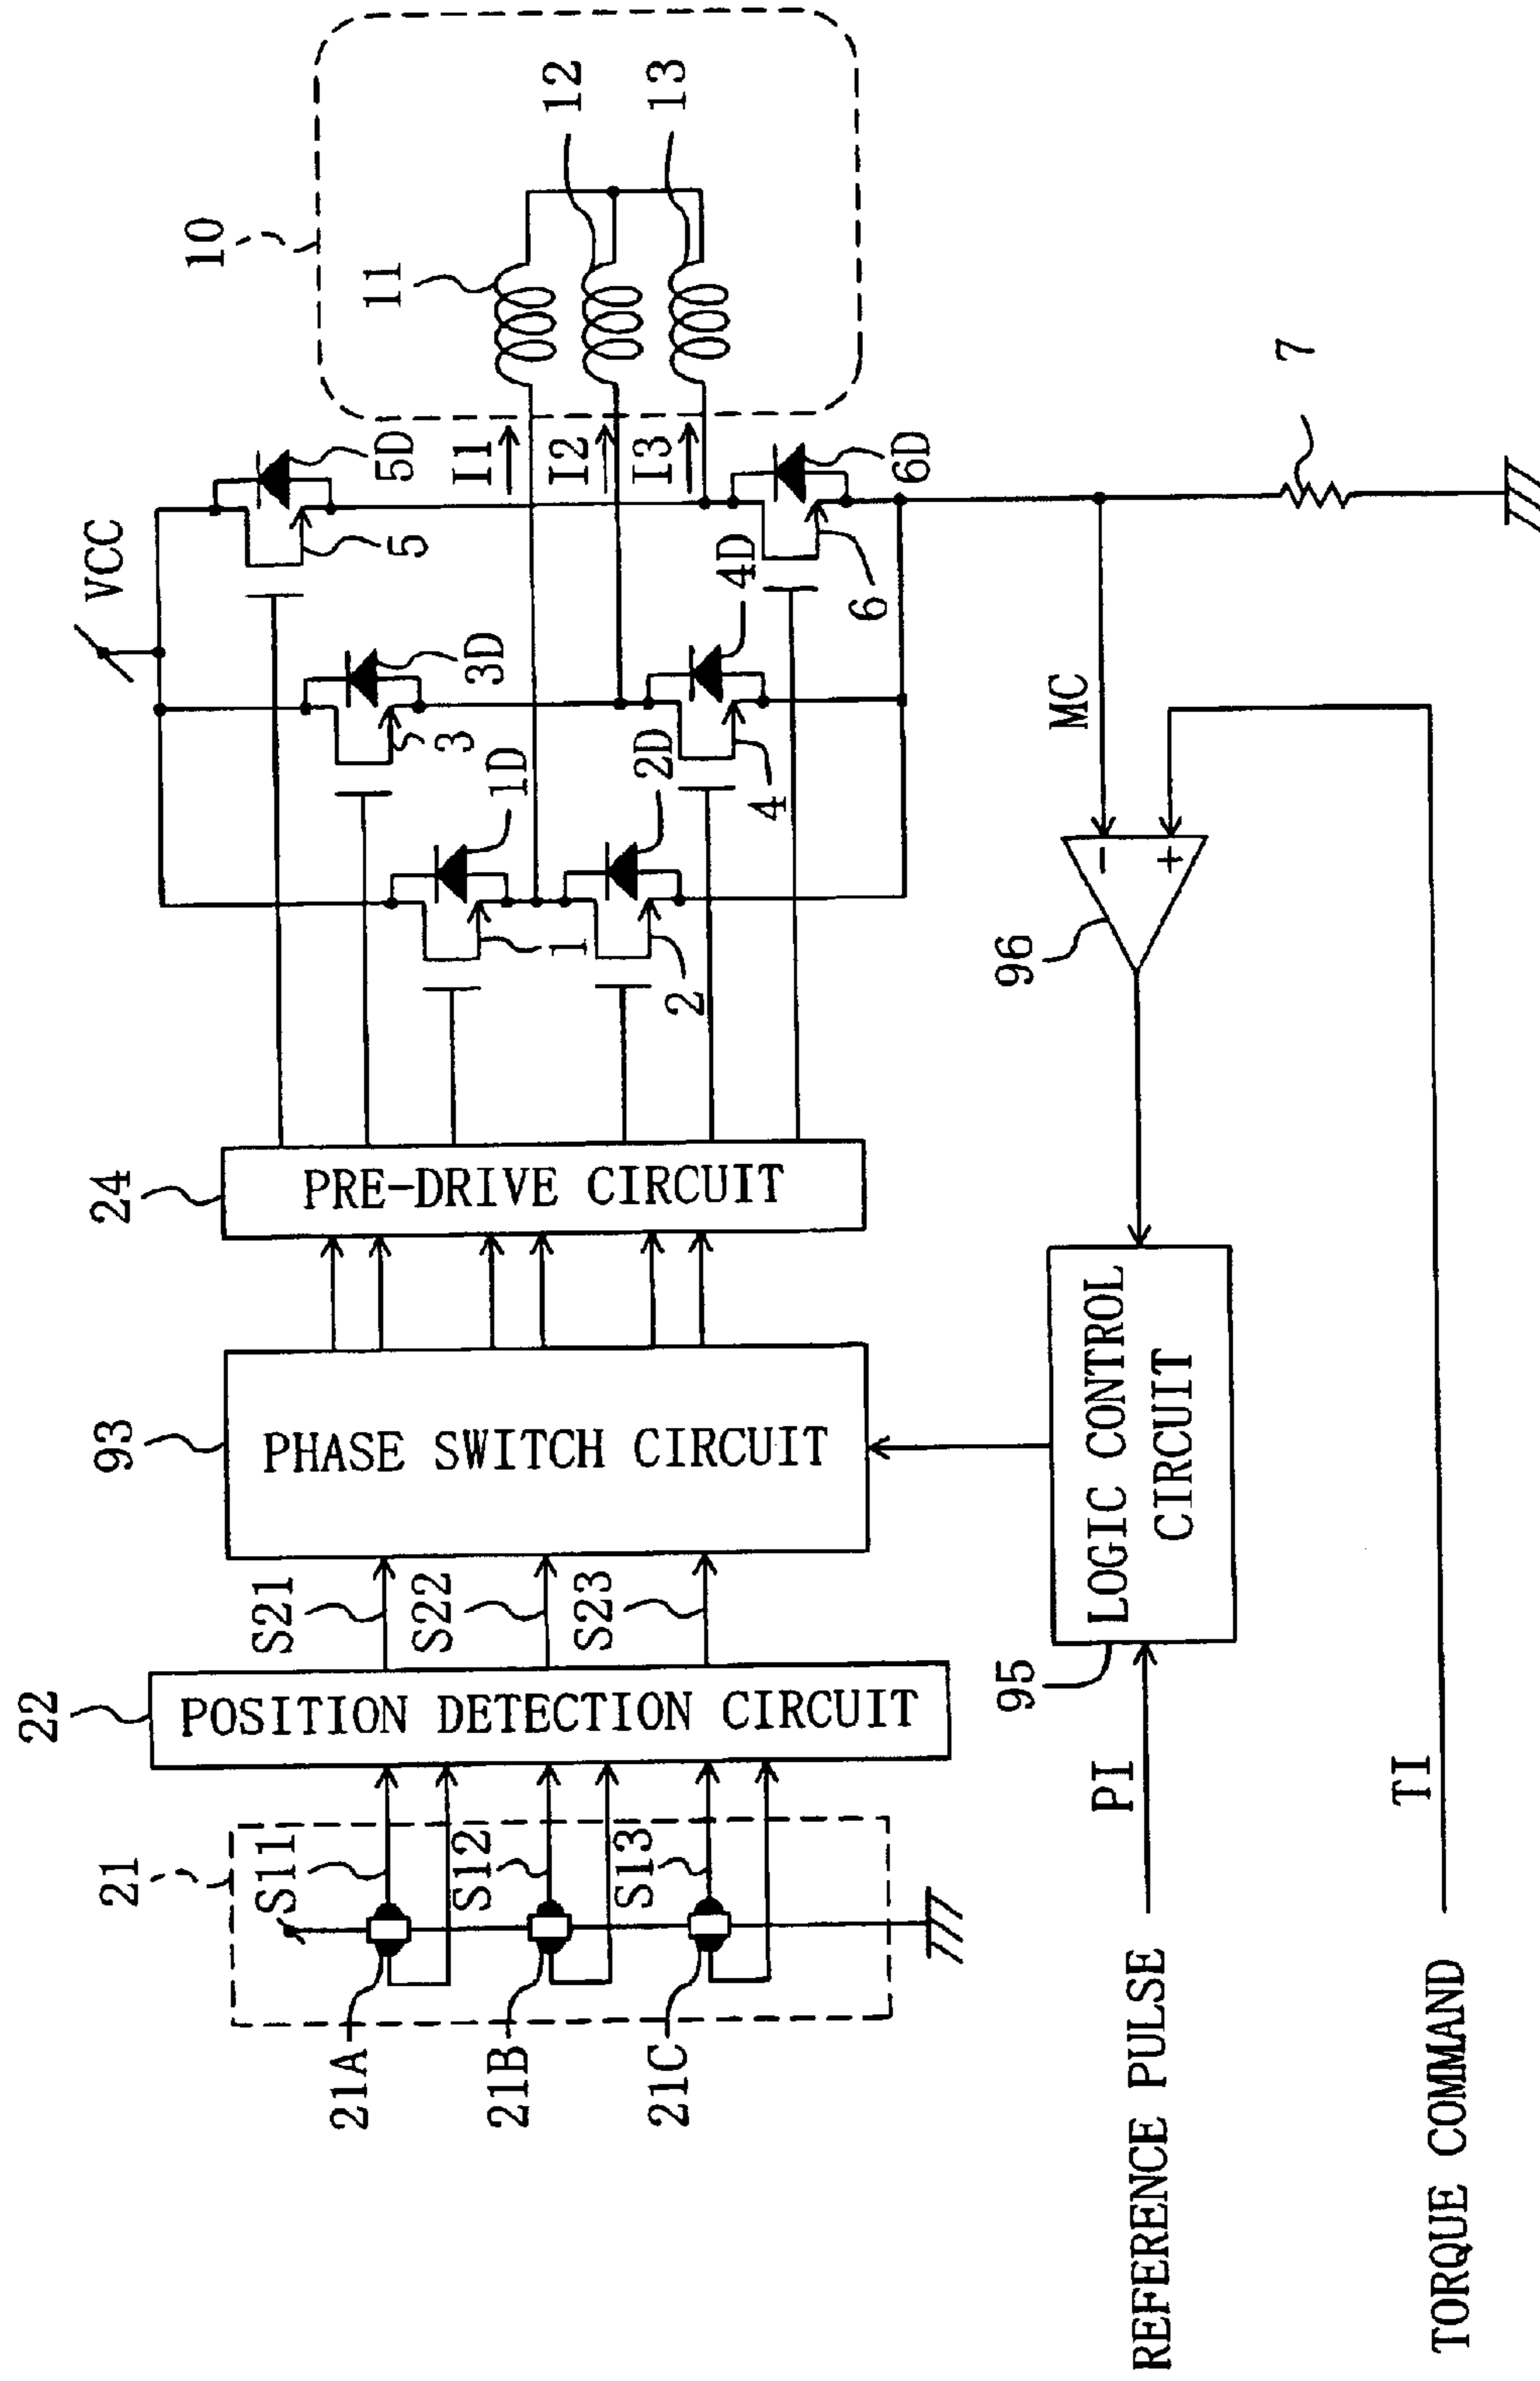 10
11
12
13
VCC
5D
5
3D
3
1D
1
I1
I2
I3
6D
6
4D
4
2D
2
7
MC
24
PRE-DRIVE CIRCUIT
93
PHASE SWITCH CIRCUIT
S21
S22
S23
22
POSITION DETECTION CIRCUIT
21
S11
S12
S13
21A
21B
21C
96
-
+
95
LOGIC CONTROL
CIRCUIT
PI
REFERENCE PULSE
TI
TORQUE COMMAND